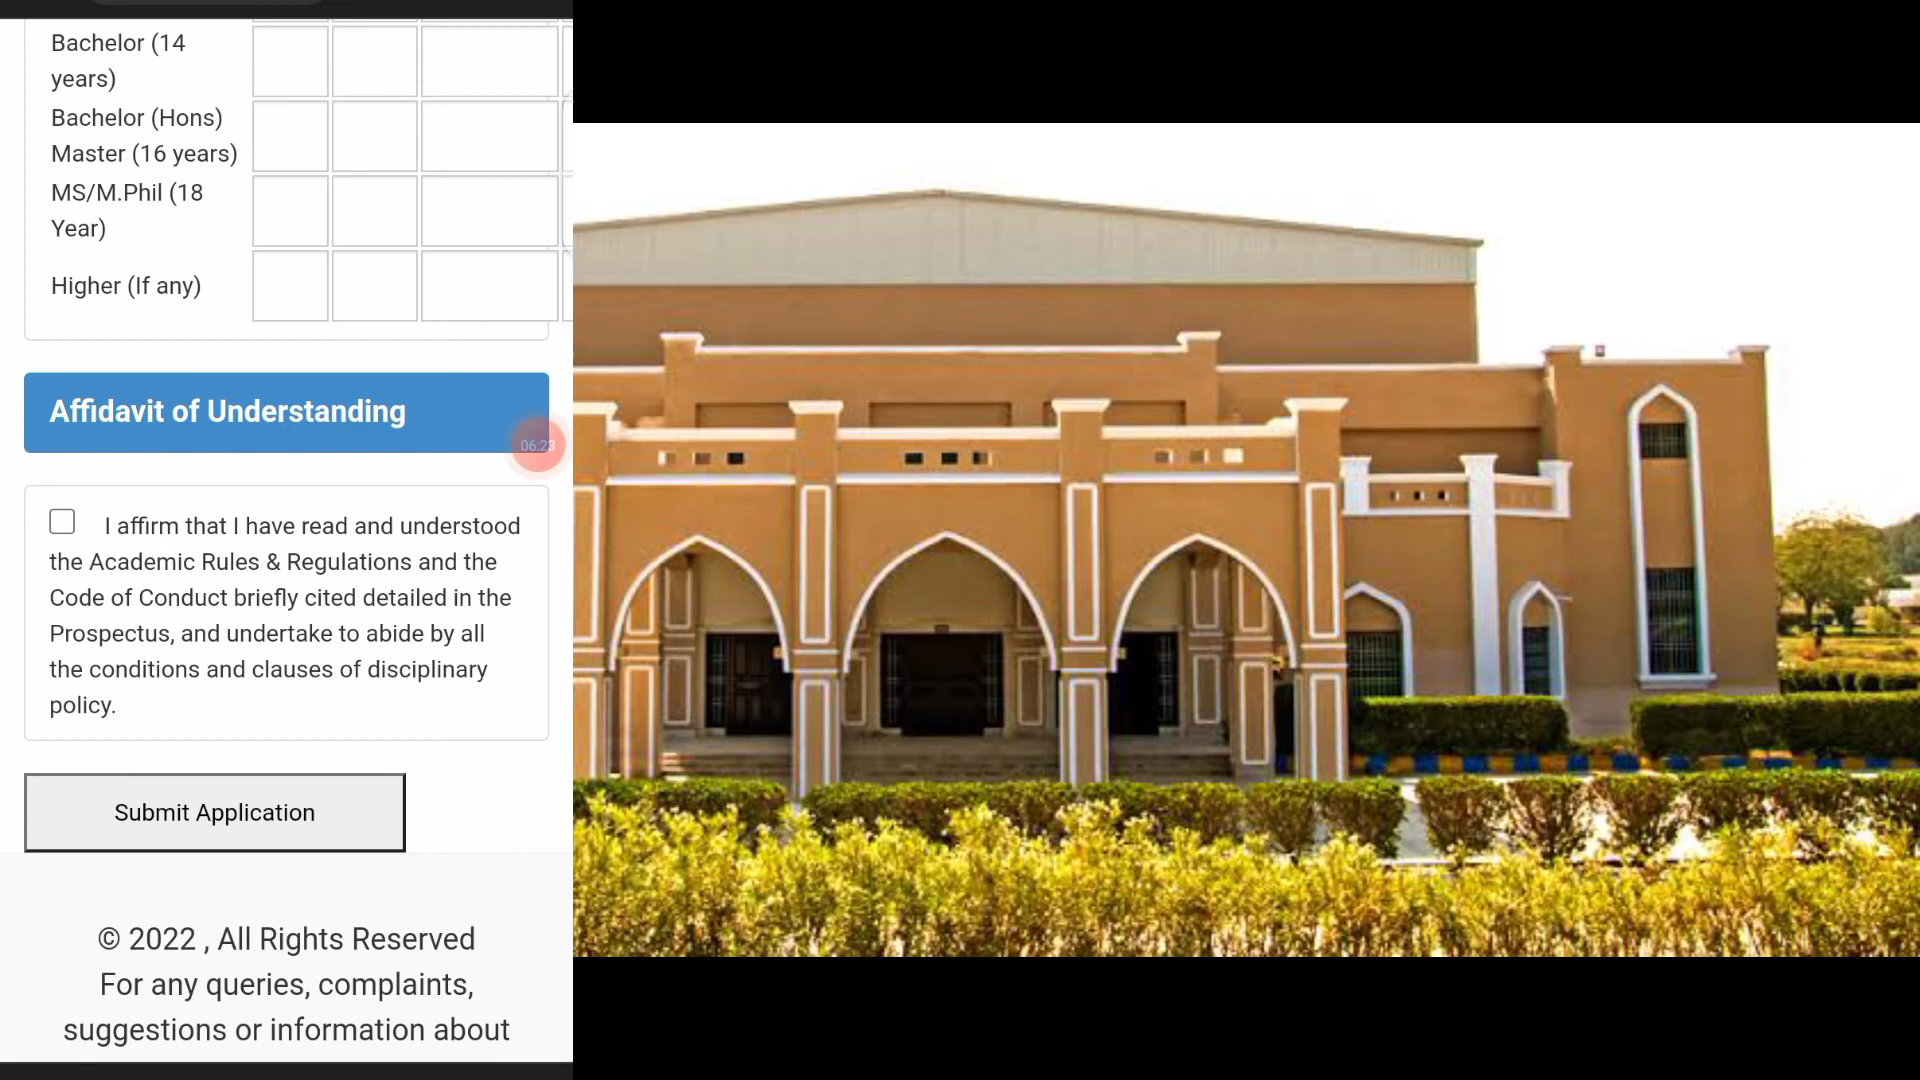 Bachelor (14
years)
Bachelor (Hons)
Master (16 years)
MS/M.Phil (18
Year)
Higher (If any)
Affidavit of Understanding
06:23
I affirm that I have read and understood
the Academic Rules & Regulations and the
Code of Conduct briefly cited detailed in the
Prospectus, and undertake to abide by all
the conditions and clauses of disciplinary
policy.
Submit Application
© 2022 , All Rights Reserved
For any queries, complaints,
suggestions or information about